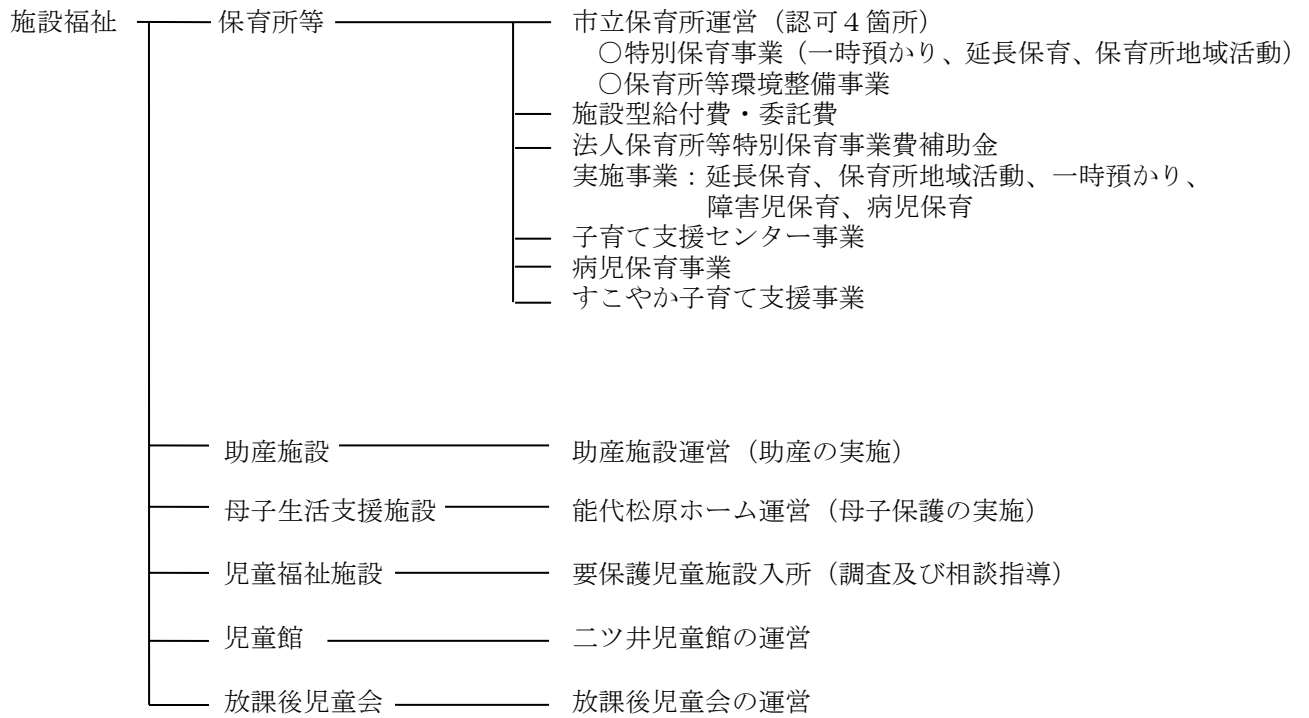 施設福祉 保育所等 市立保育所運営（認可４箇所）
○特別保育事業（一時預かり、延長保育、保育所地域活動）
○保育所等環境整備事業
施設型給付費・委託費
法人保育所等特別保育事業費補助金
実施事業：延長保育、保育所地域活動、一時預かり、
障害児保育、病児保育
子育て支援センター事業
病児保育事業
すこやか子育て支援事業
助産施設 助産施設運営（助産の実施）
母子生活支援施設 能代松原ホーム運営（母子保護の実施）
児童福祉施設 要保護児童施設入所（調査及び相談指導）
児童館 二ツ井児童館の運営
放課後児童会 放課後児童会の運営